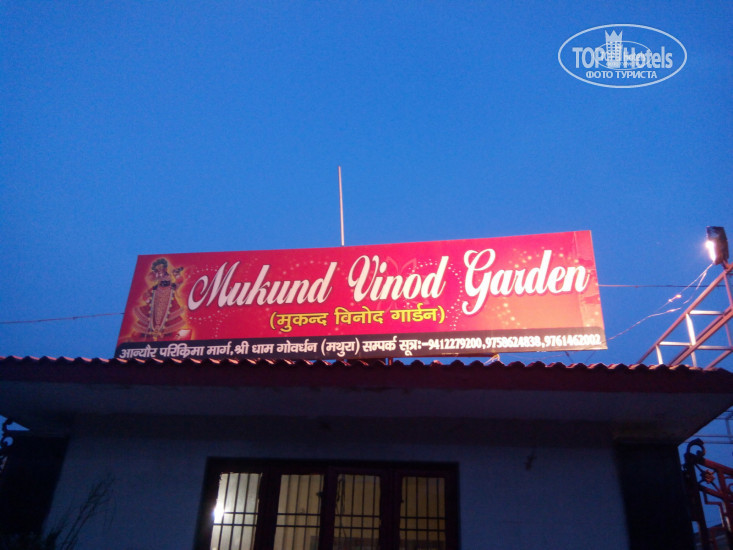 TOP Hotels
ФОТО ТУРИСТА
Mukund Vinod Garden
(मुकन्द विनोद गार्डन)
आन्यौर परिक्रमा मार्ग, श्री धाम गोवर्धन (मथुरा) सम्पर्क सूत्रः-9412279200,9758624838,9761462002